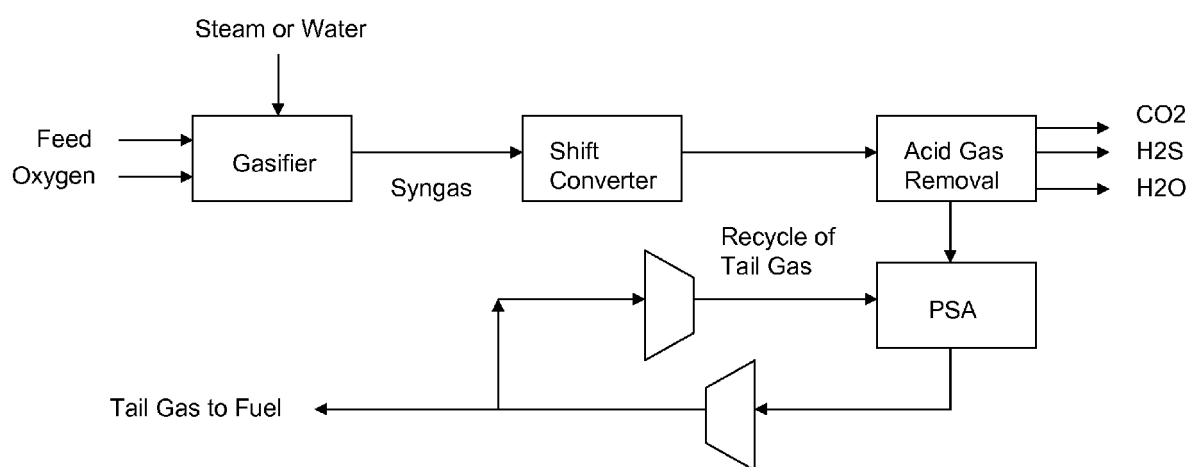 Steam or Water
Feed
Oxygen
Gasifier
Syngas
Shift
Converter
Acid Gas
Removal
CO2
H2S
H2O
Recycle of
Tail Gas
PSA
Tail Gas to Fuel